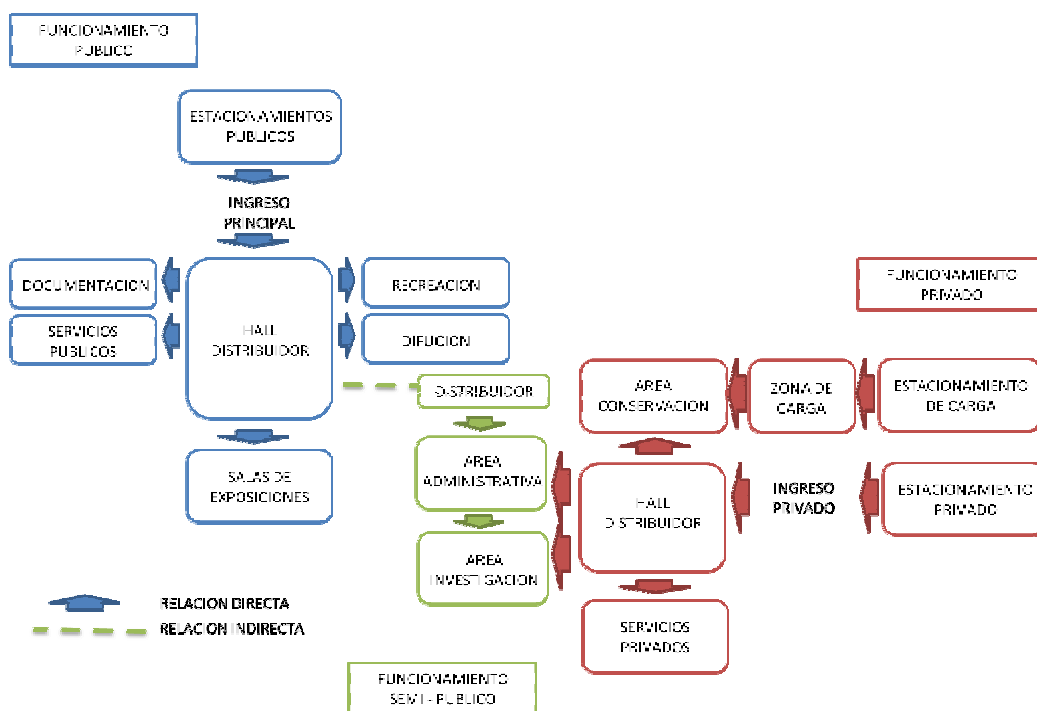 FUNCIONAMIENTO
PUBLICO
ESTACIONAMIENTOS
PUBLICOS
INGRESO
PRINCIPAL
DOCUMENTACION
SERVICIOS
PUBLICOS
HALL
DISTRIBUIDOR
RECREACION
DIFUCION
SALAS DE
EXPOSICIONES
DISTRIBUIDOR
AREA
ADMINISTRATIVA
AREA
INVESTIGACION
FUNCIONAMIENTO
PRIVADO
AREA
CONSERVACION
ZONA DE
CARGA
ESTACIONAMIENTO
DE CARGA
HALL
DISTRIBUIDOR
INGRESO
PRIVADO
ESTACIONAMIENTO
PRIVADO
SERVICIOS
PRIVADOS
RELACION DIRECTA
RELACION INDIRECTA
FUNCIONAMIENTO
SEMI - PUBLICO